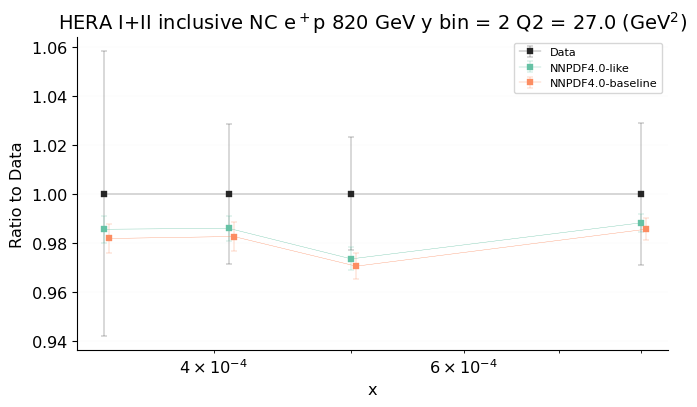 HERA I+II inclusive NC e⁺p 820 GeV y bin = 2 Q2 = 27.0 (GeV²)
1.06
1.04
1.02
1.00
0.98
0.96
0.94
Ratio to Data
Data
NNPDF4.0-like
NNPDF4.0-baseline
4 × 10⁻⁴
6 × 10⁻⁴
x